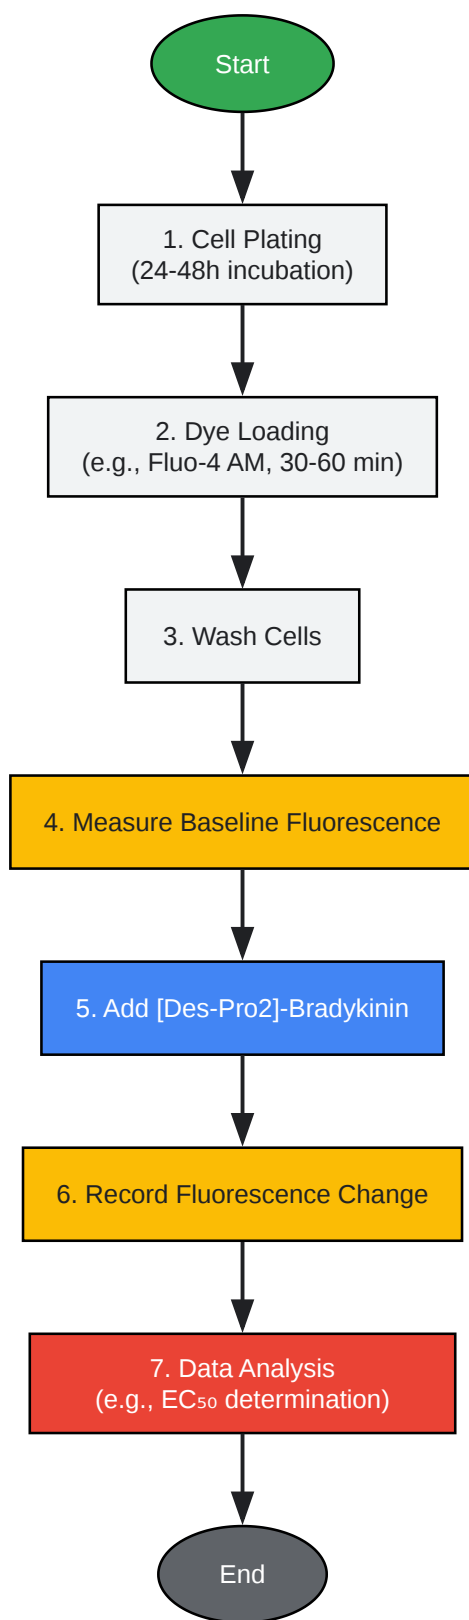 Start
1. Cell Plating
(24-48h incubation)
2. Dye Loading
(e.g., Fluo-4 AM, 30-60 min)
3. Wash Cells
4. Measure Baseline Fluorescence
5. Add [Des-Pro2]-Bradykinin
6. Record Fluorescence Change
7. Data Analysis
(e.g., EC₅₀ determination)
End